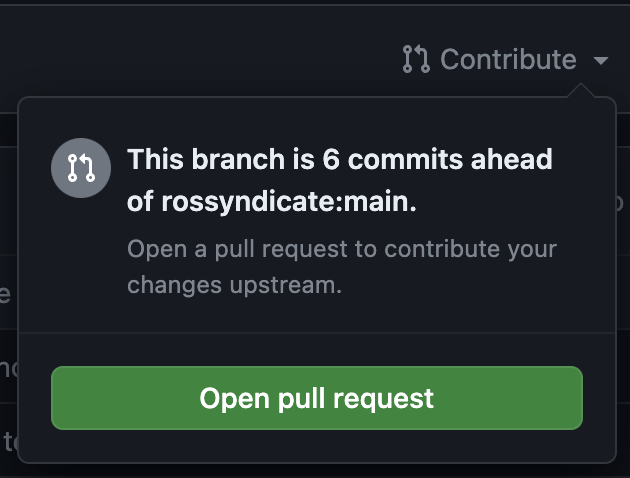 Contribute
This branch is 6 commits ahead
of rossyndicate:main.
Open a pull request to contribute your
changes upstream.
Open pull request